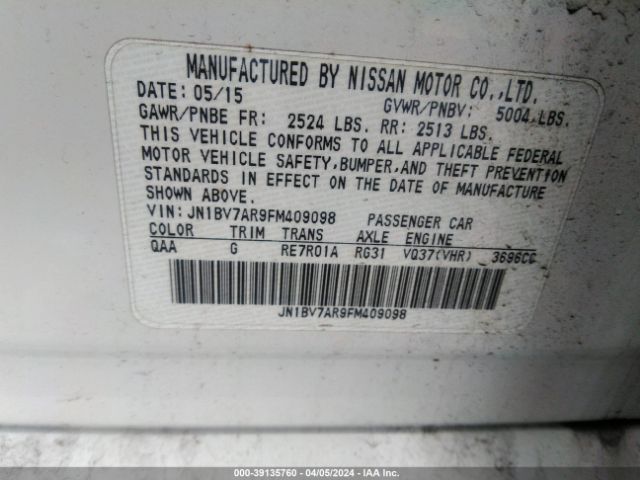 MANUFACTURED BY NISSAN MOTOR CO.,LTD.
DATE: 05/15 GVWR/PNBV: 5004 LBS.
GAWR/PNBE FR: 2524 LBS. RR: 2513 LBS.
THIS VEHICLE CONFORMS TO ALL APPLICABLE FEDERAL
MOTOR VEHICLE SAFETY,BUMPER,AND THEFT PREVENTION
STANDARDS IN EFFECT ON THE DATE OF MANUFACTURE
SHOWN ABOVE.
VIN: JN1BV7AR9FM409098 PASSENGER CAR
COLOR TRIM TRANS AXLE ENGINE
QAA G RE7R01A RG31 VQ37(VHR) 3696CC
JN1BV7AR9FM409098
000-39135760 | 04/05/2024 | IAA Inc.